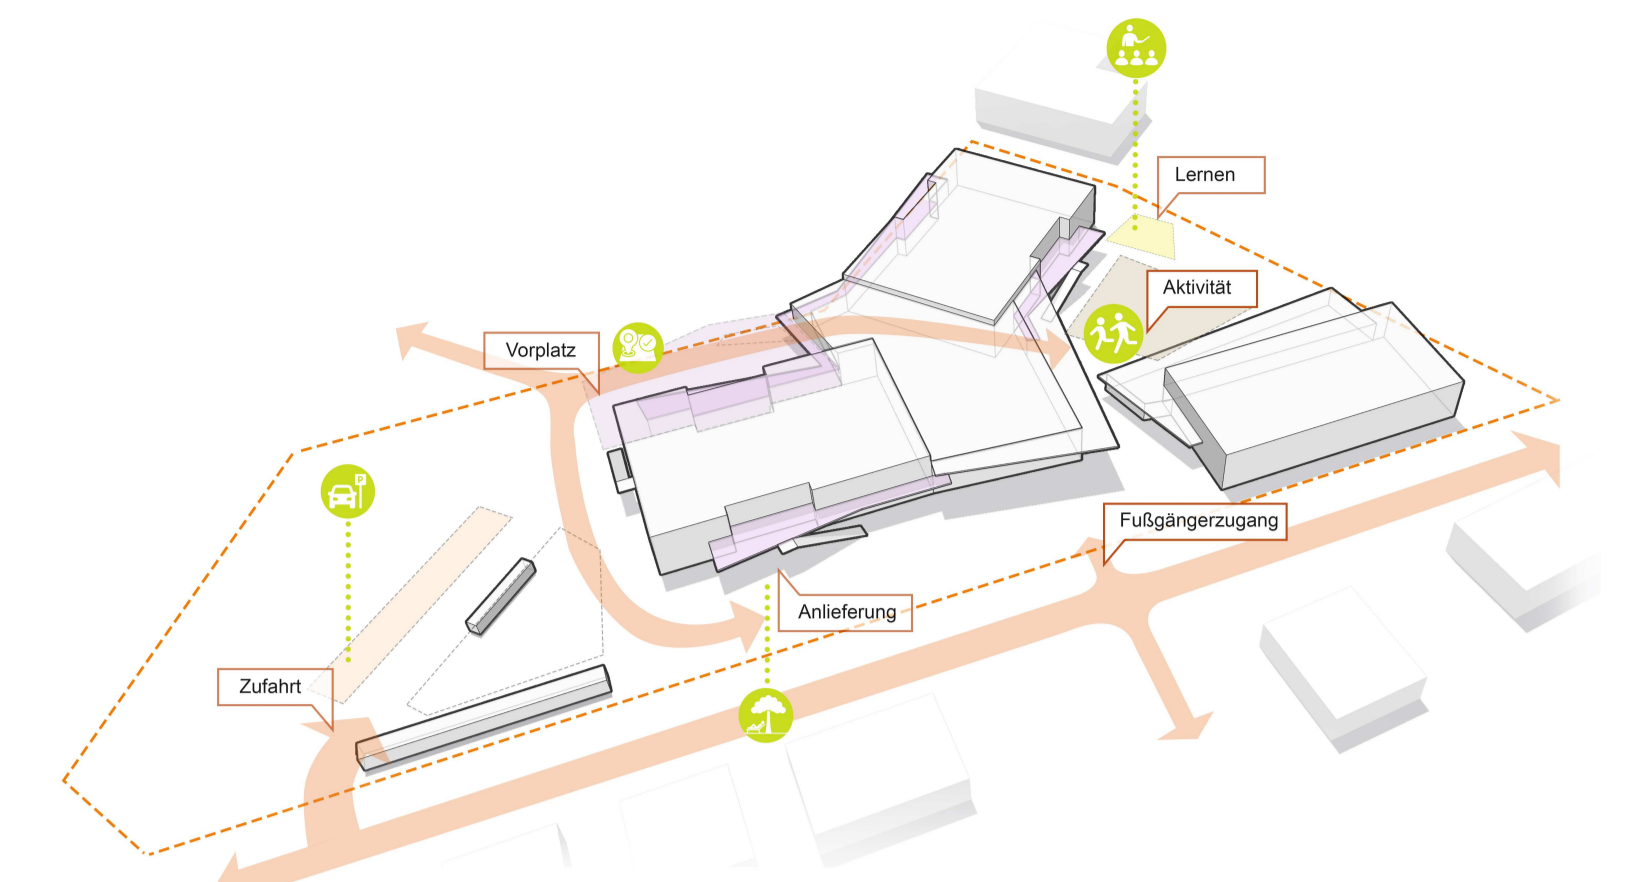 Lernen
Aktivität
Vorplatz
Fußgängerzugang
Anlieferung
Zufahrt
P